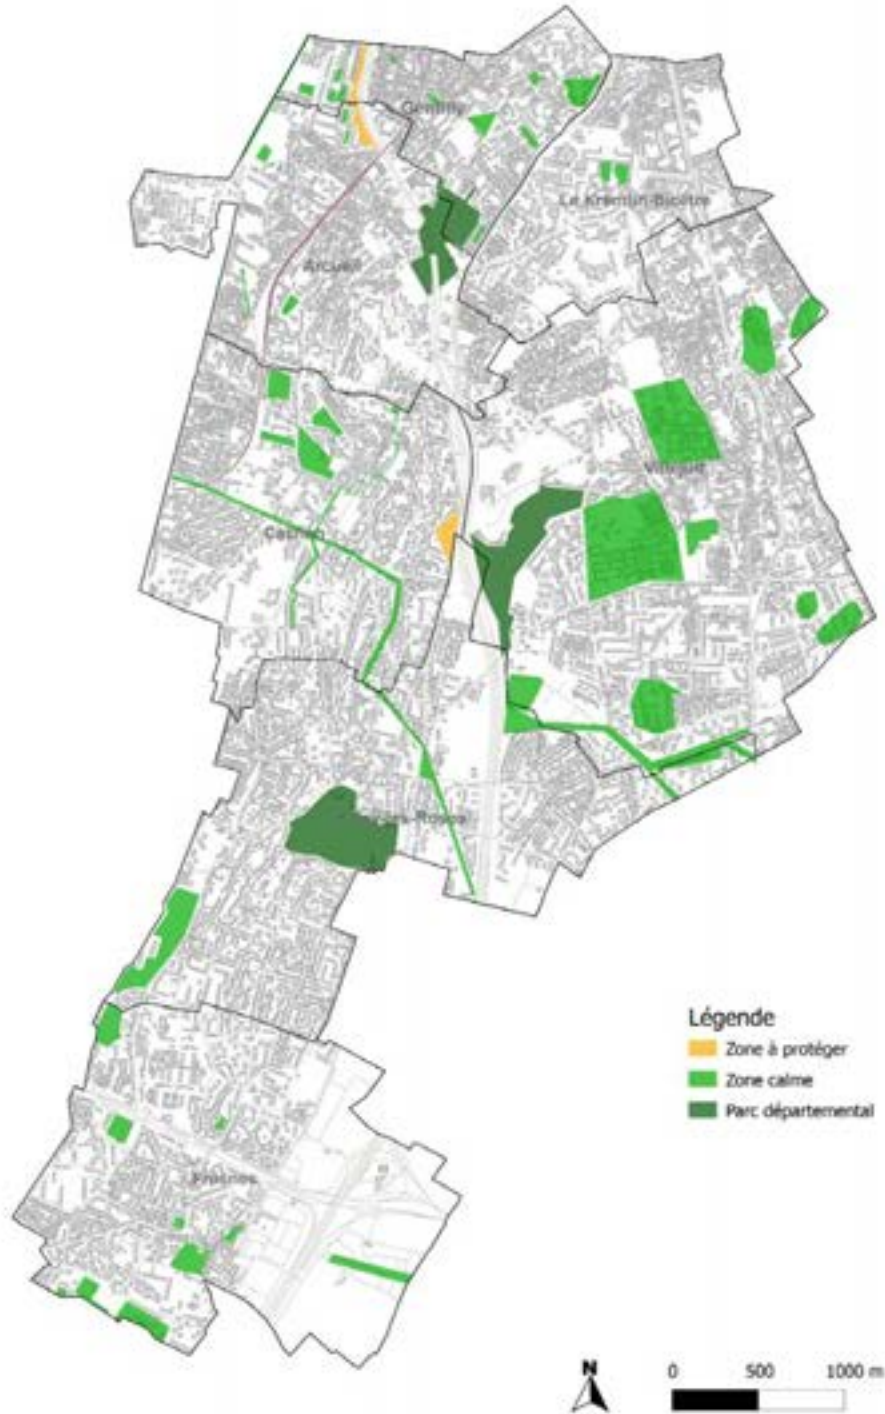 Gentilly
Le Kremlin-Bicêtre
Arcueil
Villejuif
Cachan
Fresnes
Légende
Zone à protéger
Zone calme
Parc départemental
N
0 500 1000 m